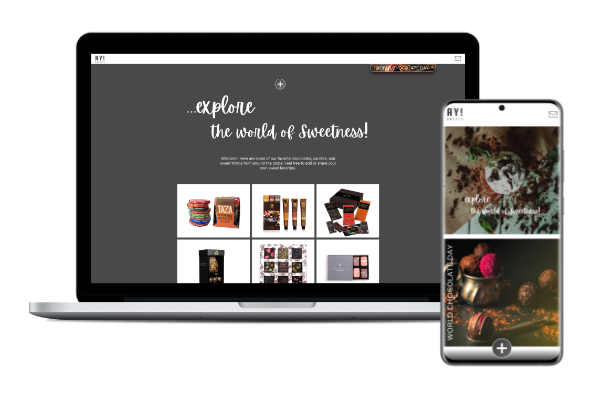 AY!
WORLD CHOCOLATE DAY
...explore
the world of Sweetness!
Welcome! Here are some of our favorite chocolates, candies, and
sweet things from around the globe. Feel free to add or share your
own sweet favorites.
TAZA
AY!
SWEETS
explore
the world of Sweetness!
WORLD CHOCOLATE DAY